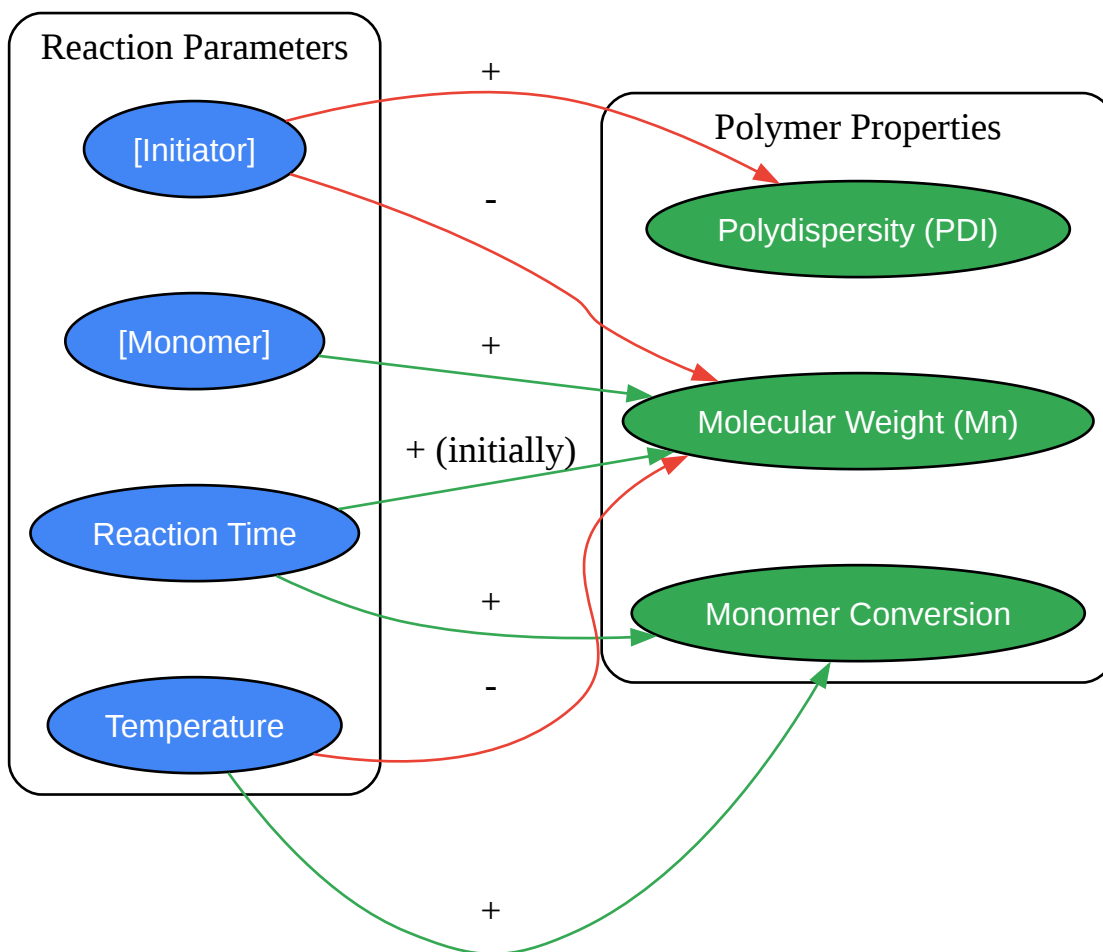 Reaction Parameters
[Initiator]
[Monomer]
Reaction Time
Temperature
+
-
+
+ (initially)
+
-
+
Polymer Properties
Polydispersity (PDI)
Molecular Weight (Mn)
Monomer Conversion